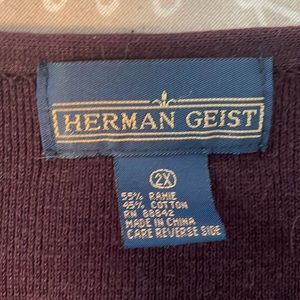 HERMAN GEIST
2X
55% RAMIE
45% COTTON
RN 88842
MADE IN CHINA
CARE REVERSE SIDE